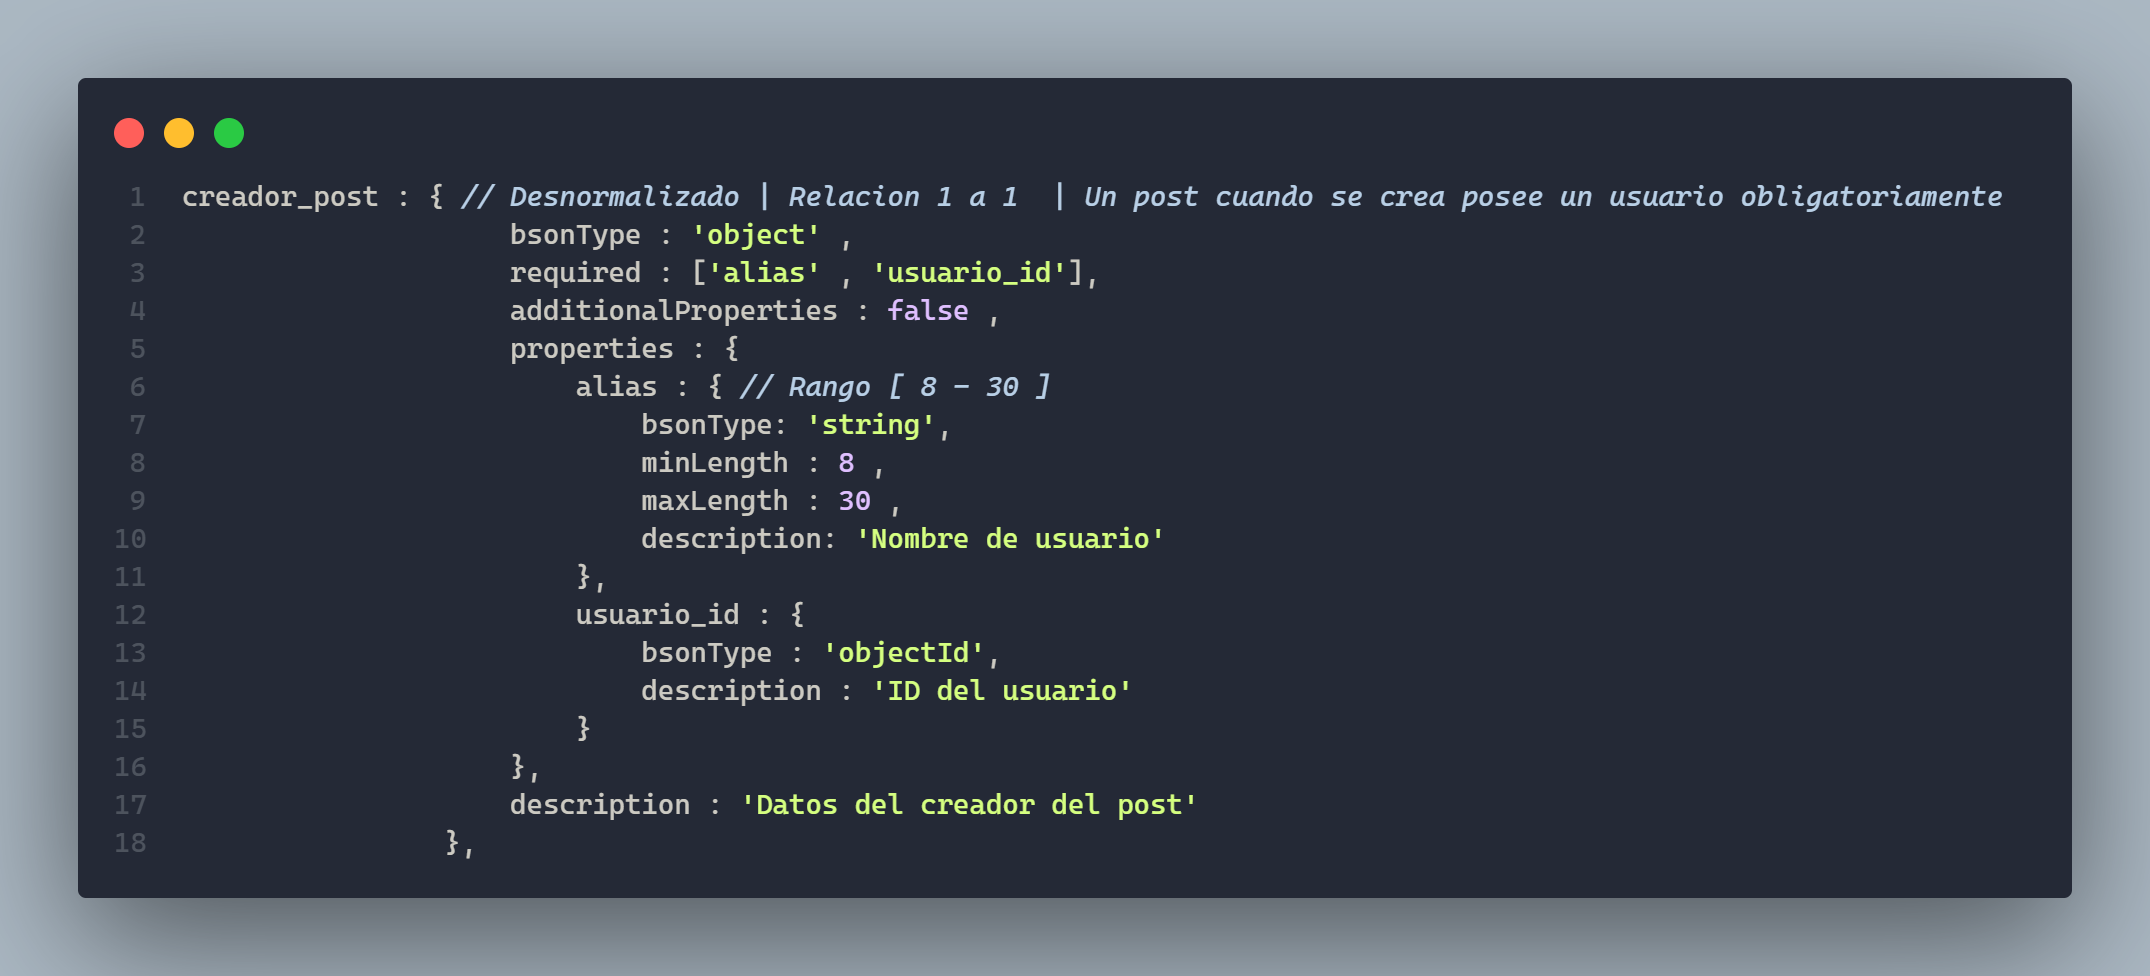 1 creador_post : { // Desnormalizado | Relacion 1 a 1  | Un post cuando se crea posee un usuario obligatoriamente
2                     bsonType : 'object' ,
3                     required : ['alias' , 'usuario_id'],
4                     additionalProperties : false ,
5                     properties : {
6                         alias : { // Rango [ 8 - 30 ]
7                             bsonType: 'string',
8                             minLength : 8 ,
9                             maxLength : 30 ,
10                             description: 'Nombre de usuario'
11                         },
12                         usuario_id : {
13                             bsonType : 'objectId',
14                             description : 'ID del usuario'
15                         }
16                     },
17                     description : 'Datos del creador del post'
18                 },